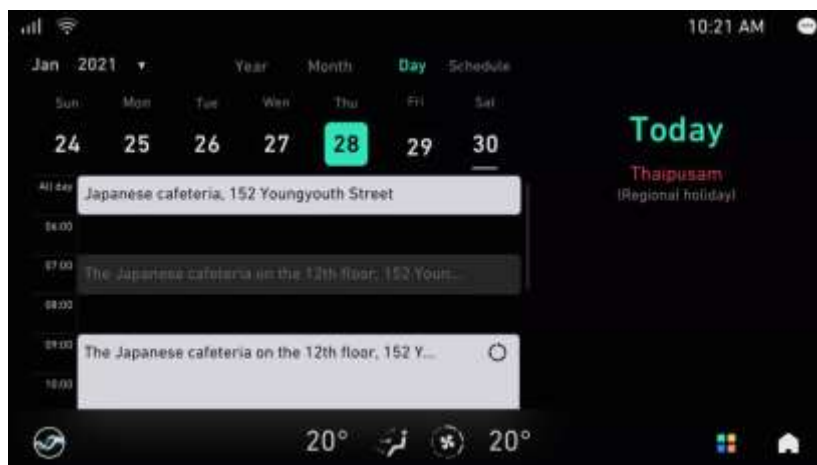 10:21 AM
Jan 2021 Year Month Day Schedule
Sun Mon Tue Wen Thu Fri Sat
24 25 26 27 28 29 30
Today
Thaipusam
(Regional holiday)
All day Japanese cafeteria, 152 Youngyouth Street
06:00
07:00 The Japanese cafeteria on the 12th floor, 152 Youn...
08:00
09:00 The Japanese cafeteria on the 12th floor, 152 Y...
10:00
20° 20°